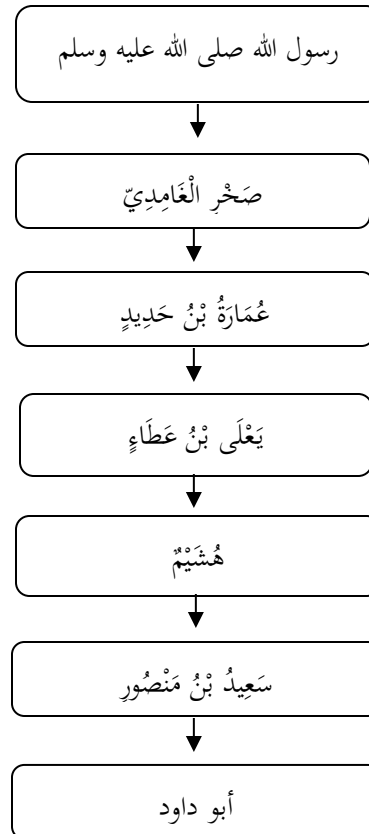 رسول الله صلى الله عليه وسلم
صَخْرِ الْغَامِدِيّ
عُمَارَةُ بْنُ حَدِيدٍ
يَعْلَى بْنُ عَطَاءٍ
هُشَيْمٌ
سَعِيدُ بْنُ مَنْصُورٍ
أبو داود